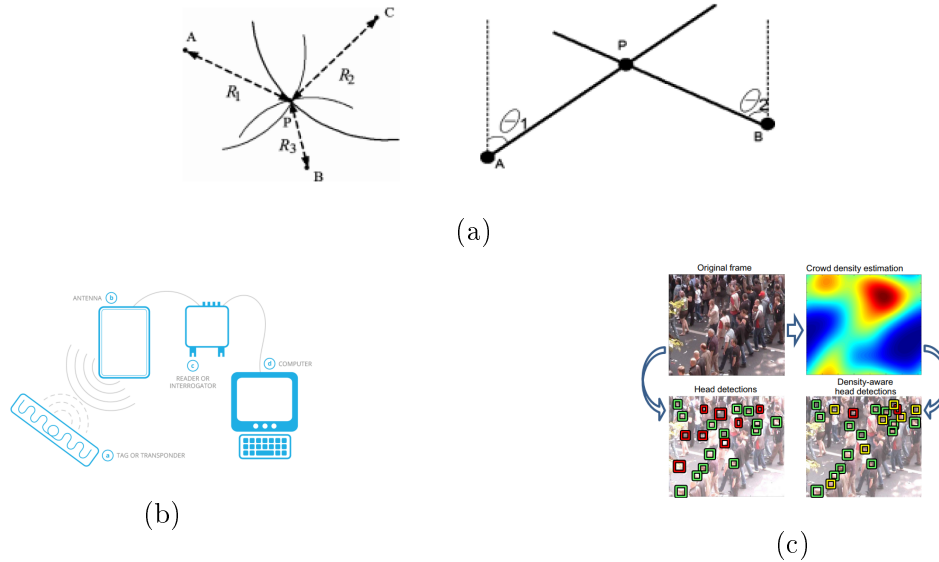 A
C
R1
R2
P
R3
B
P
θ1
θ2
A
B
(a)
ANTENNA b
c
READER OR
INTERROGATOR
d COMPUTER
a TAG OR TRANSPONDER
(b)
Original frame
Crowd density estimation
Head detections
Density-aware
head detections
(c)